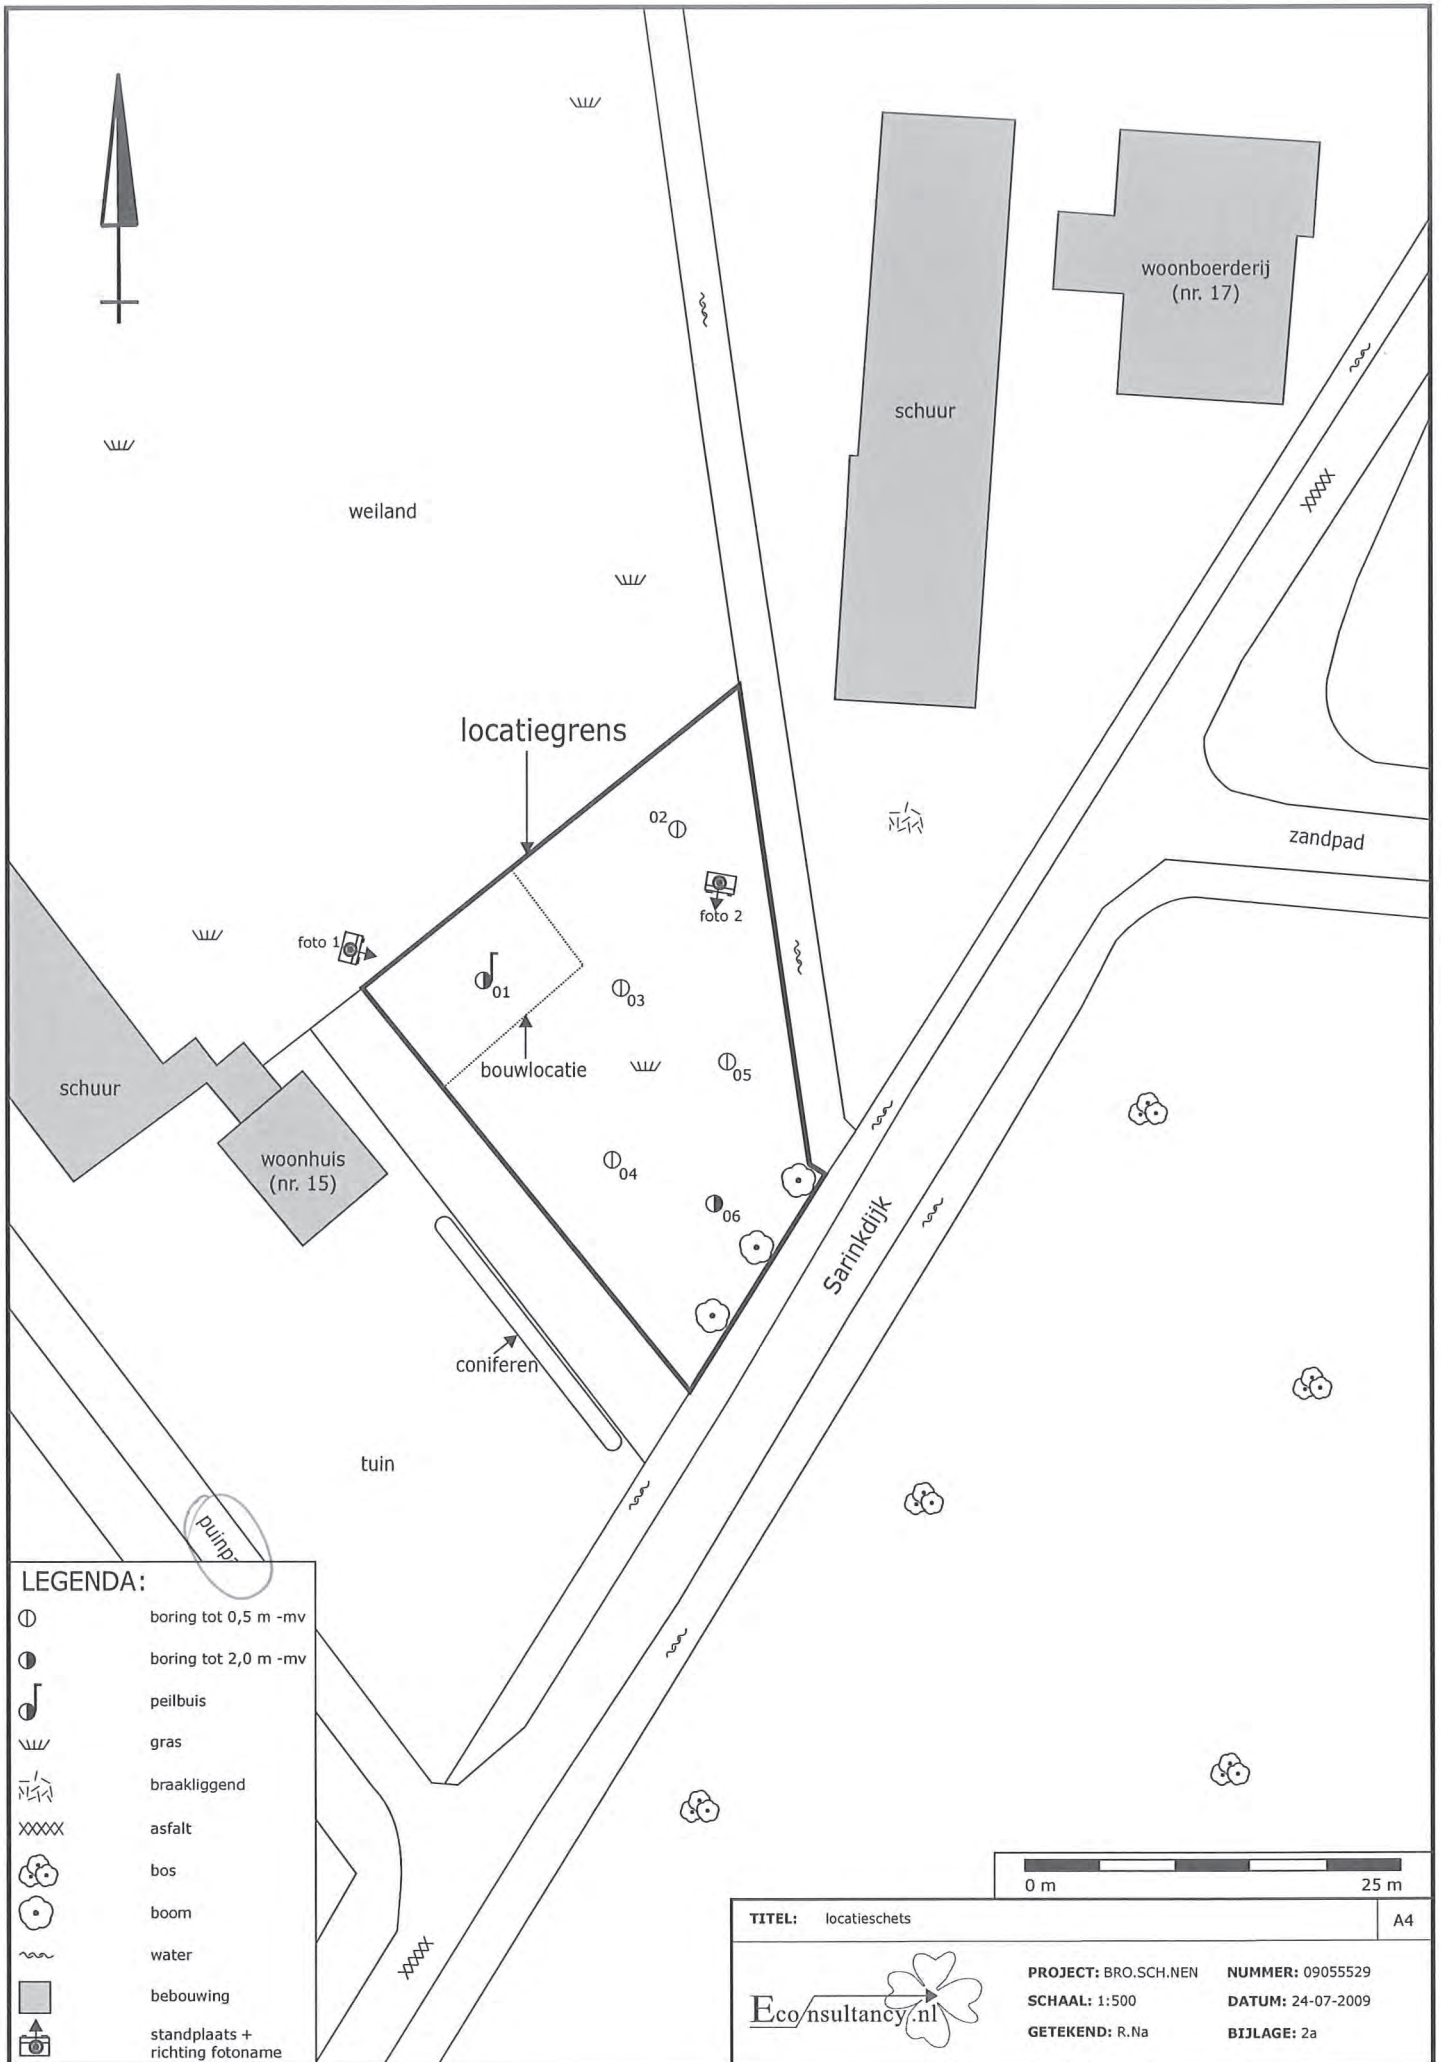 woonboerderij
(nr. 17)
schuur
weiland
locatiegrens
02
zandpad
foto 2
foto 1
01
03
bouwlocatie
05
schuur
woonhuis
(nr. 15)
04
06
Sarinkdijk
coniferen
tuin
LEGENDA:
boring tot 0,5 m -mv
boring tot 2,0 m -mv
peilbuis
gras
braakliggend
asfalt
bos
boom
water
bebouwing
standplaats +
richting fotoname
0 m 25 m
TITEL: locatieschets A4
Econsultancy.nl
PROJECT: BRO.SCH.NEN NUMMER: 09055529
SCHAAL: 1:500 DATUM: 24-07-2009
GETEKEND: R.Na BIJLAGE: 2a